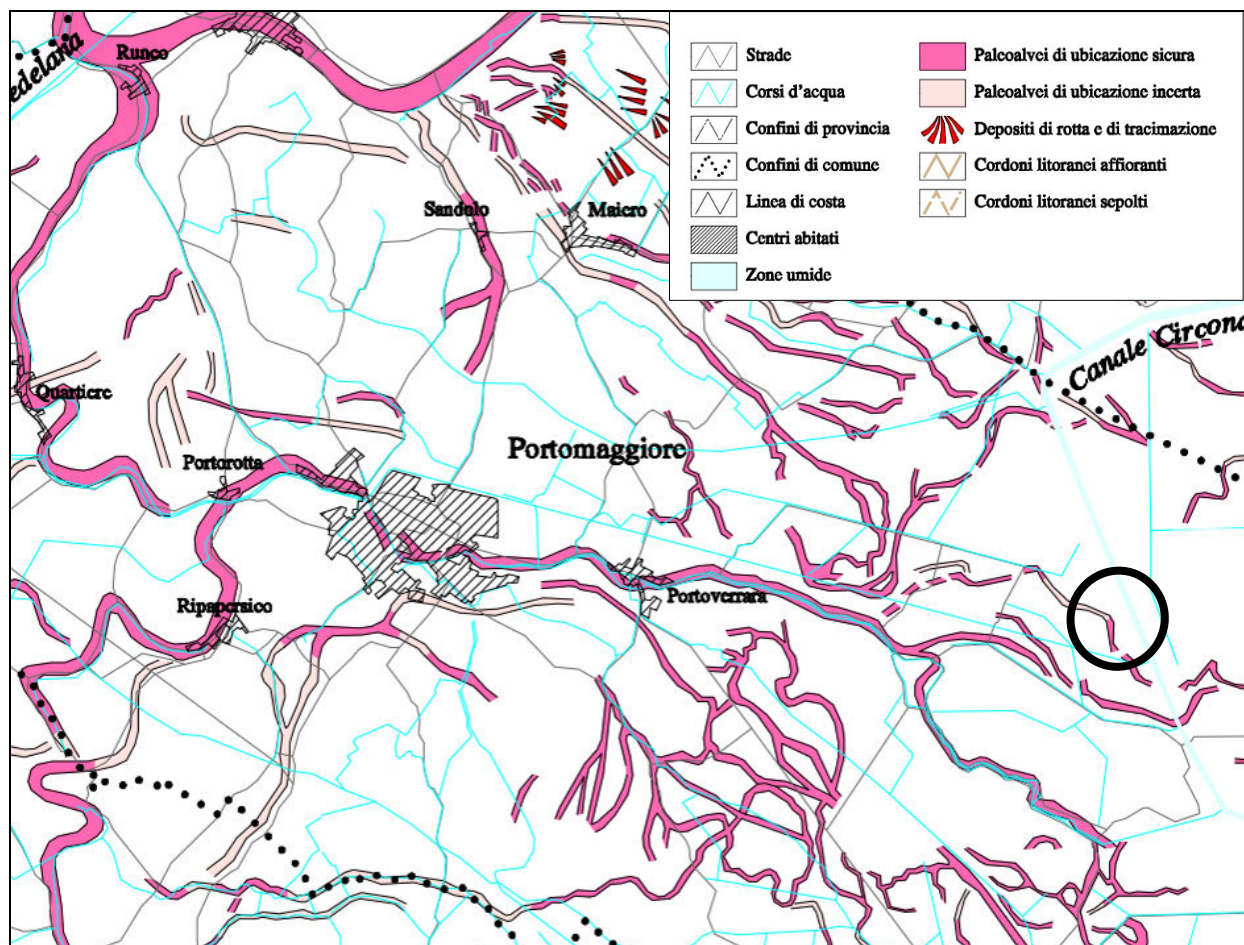 edelana
Runco
Strade
Corsi d'acqua
Confini di provincia
Confini di comune
Linea di costa
Centri abitati
Zone umide
Paleoalvei di ubicazione sicura
Paleoalvei di ubicazione incerta
Depositi di rotta e di tracimazione
Cordoni litoranei affioranti
Cordoni litoranei sepolti
Sandolo
Maiero
Canale Circond
Quartiere
Portorotta
Portomaggiore
Ripapersico
Portoverrara